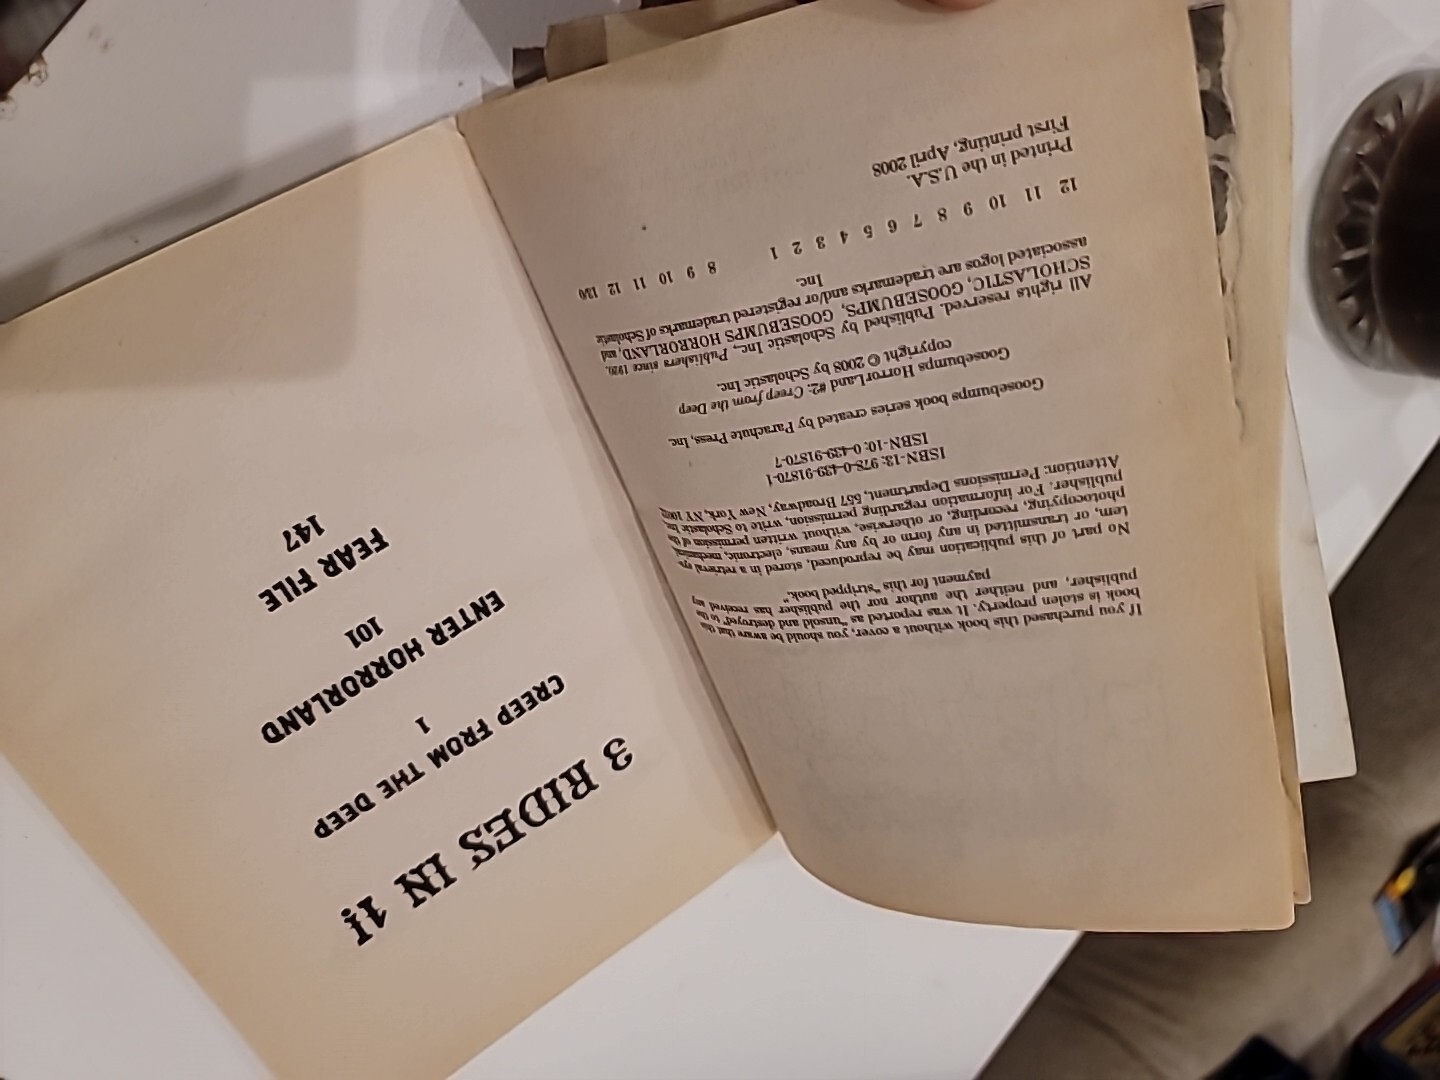 If you purchased this book without a cover, you should be aware that this
book is stolen property. It was reported as "unsold and destroyed" to the
publisher, and neither the author nor the publisher has received any
payment for this "stripped book."
No part of this publication may be reproduced, stored in a retrieval sys-
tem, or transmitted in any form or by any means, electronic, mechanical,
photocopying, recording, or otherwise, without written permission of the
publisher. For information regarding permission, write to Scholastic Inc.,
Attention: Permissions Department, 557 Broadway, New York, NY 10012.
ISBN-13: 978-0-439-91870-1
ISBN-10: 0-439-91870-7
Goosebumps book series created by Parachute Press, Inc.
Goosebumps HorrorLand #2: Creep from the Deep
copyright © 2008 by Scholastic Inc.
All rights reserved. Published by Scholastic Inc., Publishers since 1920.
SCHOLASTIC, GOOSEBUMPS, GOOSEBUMPS HORRORLAND, and
associated logos are trademarks and/or registered trademarks of Scholastic
Inc.
12 11 10 9 8 7 6 5 4 3 2 1 8 9 10 11 12 13/0
Printed in the U.S.A.
First printing, April 2008
3 RIDES IN 1!
CREEP FROM THE DEEP
1
ENTER HORRORLAND
101
FEAR FILE
147